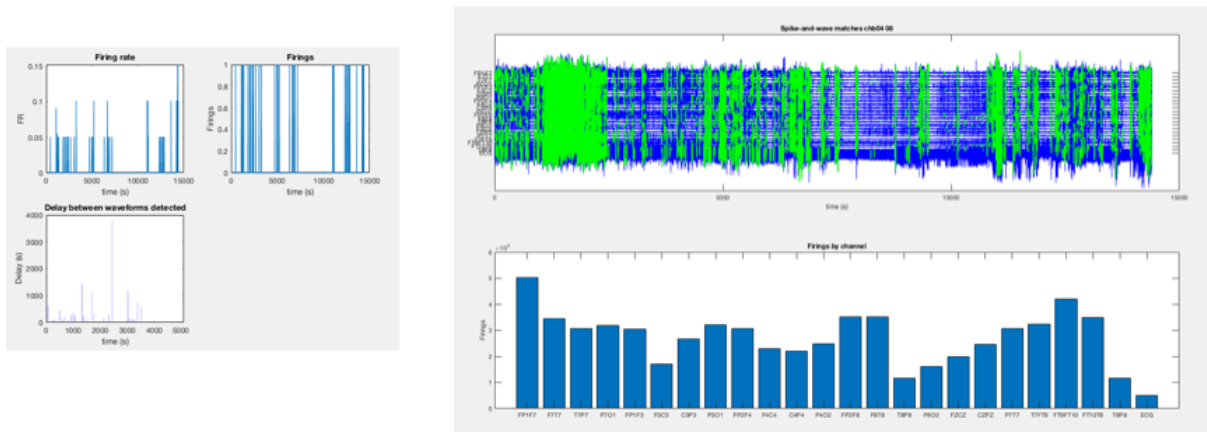 Firing rate
0.15
0.1
0.05
0
FR
0 5000 10000 15000
time (s)
Firings
1
0.8
0.6
0.4
0.2
0
Firings
0 5000 10000 15000
time (s)
Delay between waveforms detected
4000
3000
2000
1000
0
Delay (s)
0 1000 2000 3000 4000 5000
time (s)
Spike-and-wave matches chb04 08
ECG
0 5000 10000 15000
time (s)
Firings by channel
6
5
4
3
2
1
0
Firings
FP1F7 F7T7 T7P7 P7O1 FP1F3 F3C3 C3P3 P3O1 FP2F4 F4C4 C4P4 P4O2 FP2F8 F8T8 T8P8 P8O2 FZCZ CZPZ P7T7 T7FT9 FT9FT10 FT10T8 T8P8 ECG